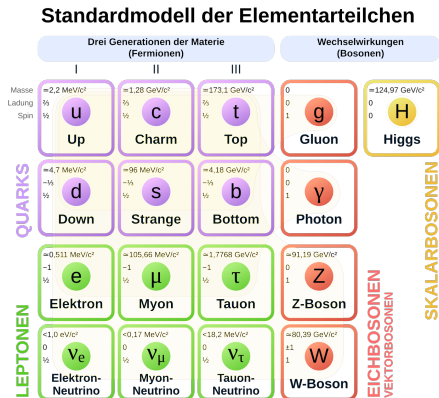 Standardmodell der Elementarteilchen
Drei Generationen der Materie
(Fermionen)
Wechselwirkungen
(Bosonen)
I II III
Masse
Ladung
Spin
≃2,2 MeV/c²
⅔
½
u
Up
≃1,28 GeV/c²
⅔
½
c
Charm
≃173,1 GeV/c²
⅔
½
t
Top
0
0
1
g
Gluon
≃124,97 GeV/c²
0
0
H
Higgs
QUARKS
≃4,7 MeV/c²
−⅓
½
d
Down
≃96 MeV/c²
−⅓
½
s
Strange
≃4,18 GeV/c²
−⅓
½
b
Bottom
0
0
1
γ
Photon
SKALARBOSONEN
LEPTONEN
≃0,511 MeV/c²
−1
½
e
Elektron
≃105,66 MeV/c²
−1
½
μ
Myon
≃1,7768 GeV/c²
−1
½
τ
Tauon
≃91,19 GeV/c²
0
1
Z
Z-Boson
EICHBOSONEN
VEKTORBOSONEN
<1,0 eV/c²
0
½
νe
Elektron-
Neutrino
<0,17 MeV/c²
0
½
νμ
Myon-
Neutrino
<18,2 MeV/c²
0
½
ντ
Tauon-
Neutrino
≃80,39 GeV/c²
±1
1
W
W-Boson